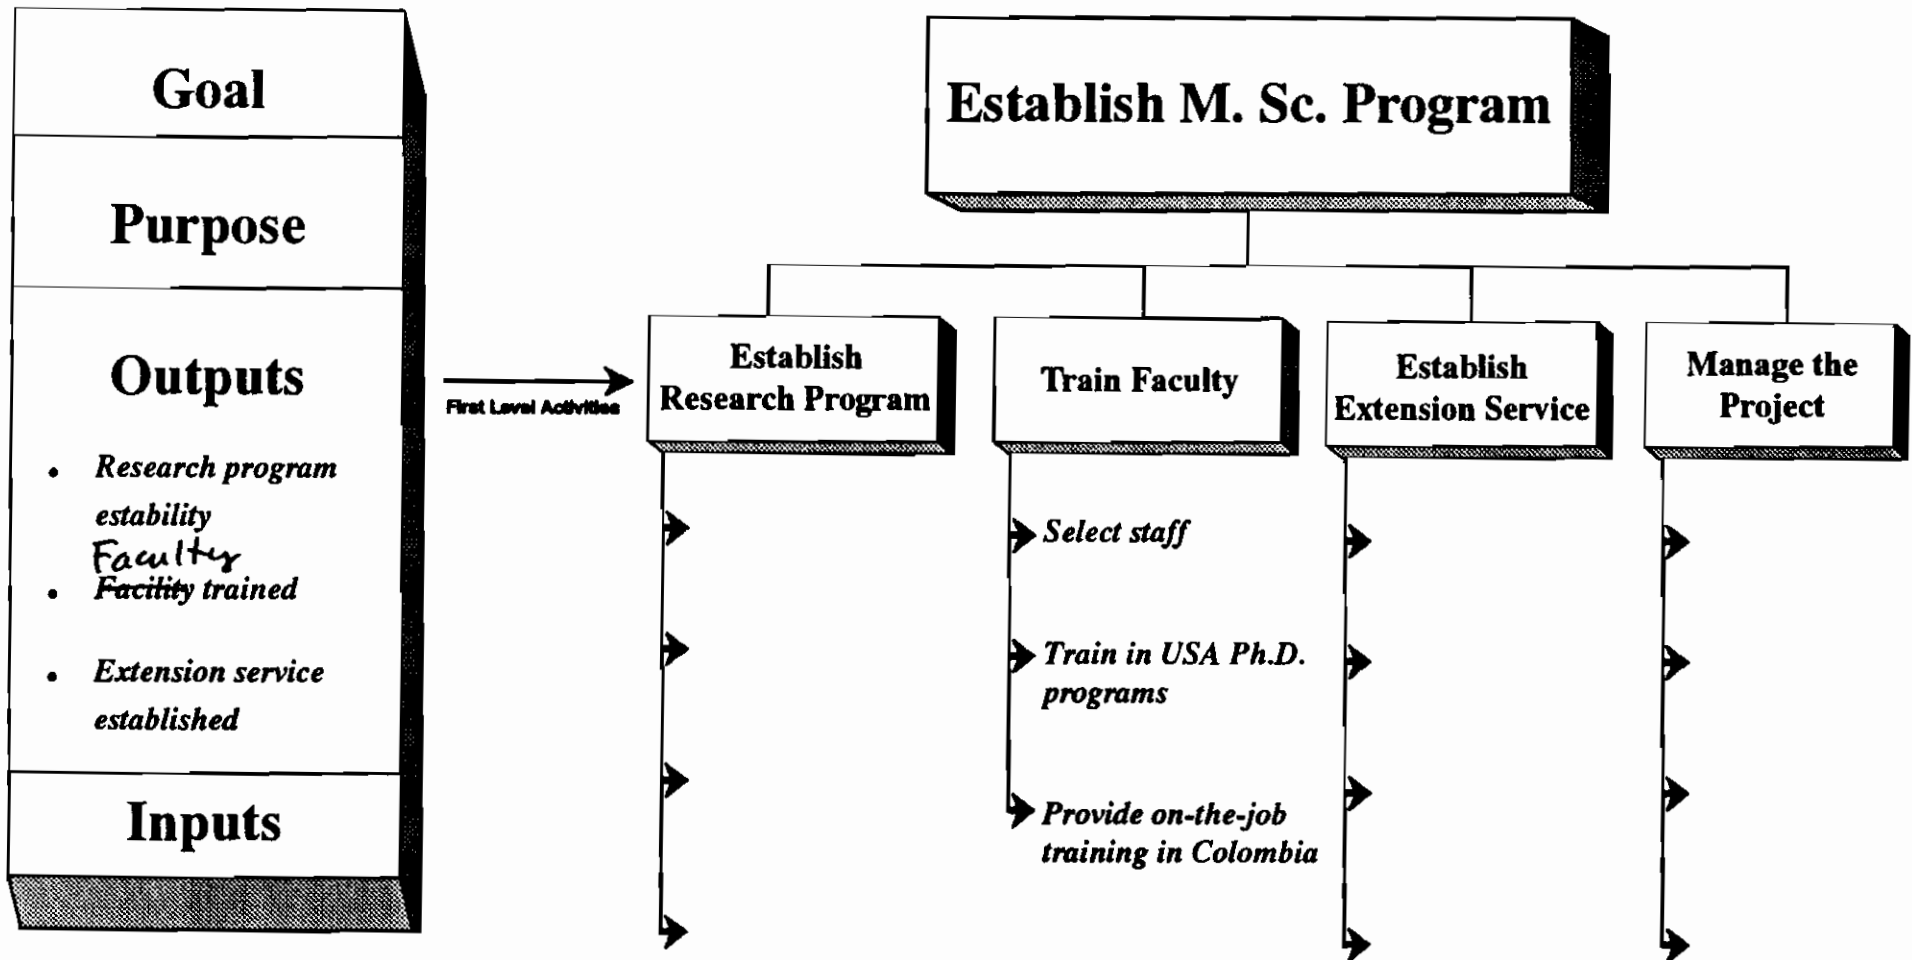 Goal
Purpose
Outputs
• Research program
estability
Faculty
• Facility trained
• Extension service
established
Inputs
First Level Activities
Establish M. Sc. Program
Establish
Research Program
Train Faculty
Select staff
Train in USA Ph.D.
programs
Provide on-the-job
training in Colombia
Establish
Extension Service
Manage the
Project